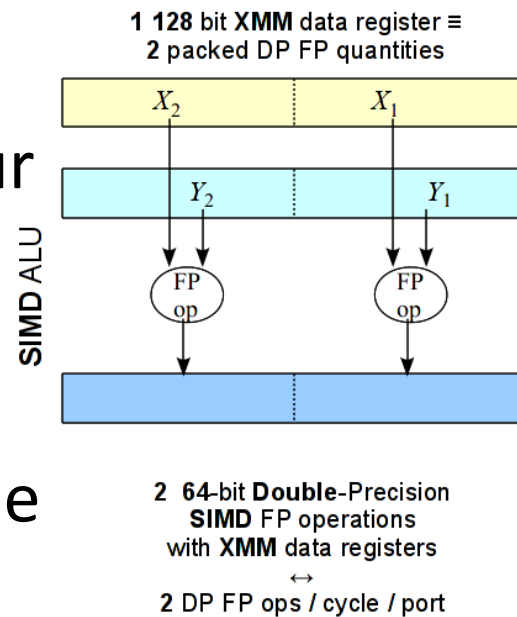 1 128 bit XMM data register ≡
2 packed DP FP quantities
X₂ X₁
ur
Y₂ Y₁
SIMD ALU
FP op FP op
e
2 64-bit Double-Precision
SIMD FP operations
with XMM data registers
↔
2 DP FP ops / cycle / port